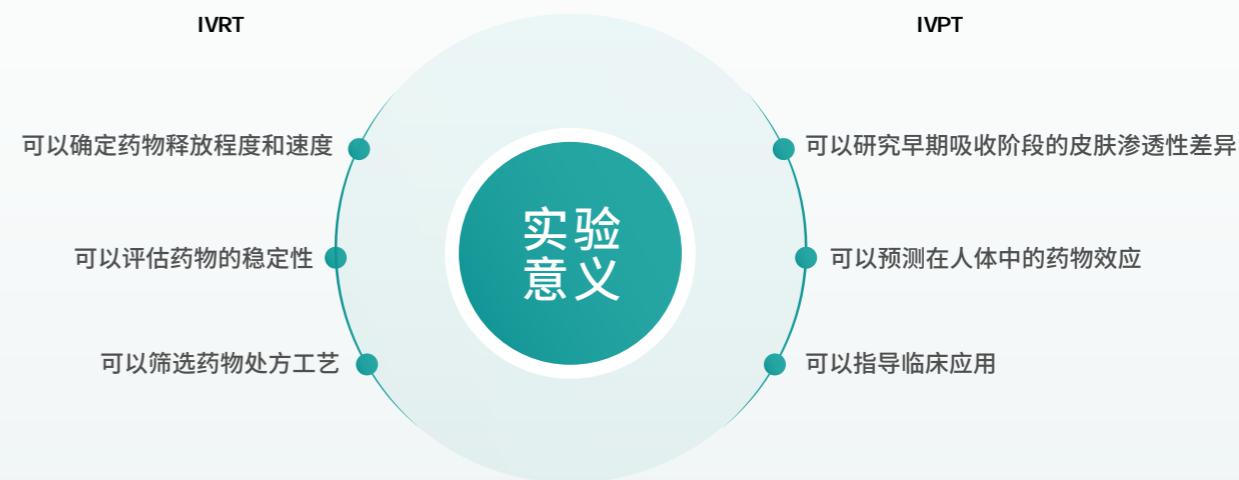 IVRT
IVPT
可以确定药物释放程度和速度
可以研究早期吸收阶段的皮肤渗透性差异
实验
意义
可以评估药物的稳定性
可以预测在人体中的药物效应
可以筛选药物处方工艺
可以指导临床应用